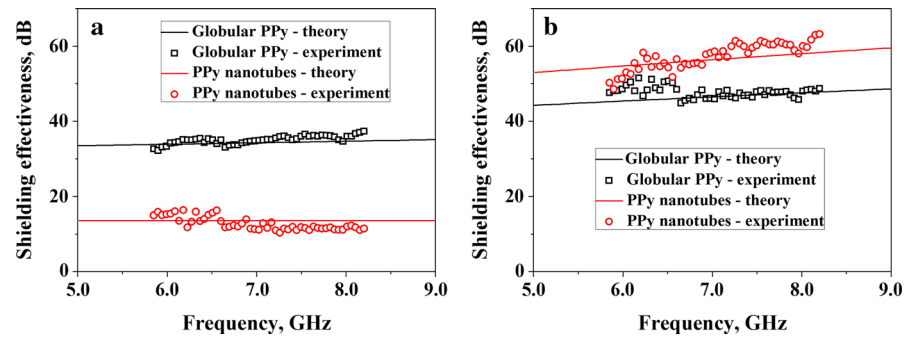 a
Globular PPy - theory
Globular PPy - experiment
PPy nanotubes - theory
PPy nanotubes - experiment
60
40
20
0
5.0 6.0 7.0 8.0 9.0
Shielding effectiveness, dB
Frequency, GHz
b
Globular PPy - theory
Globular PPy - experiment
PPy nanotubes - theory
PPy nanotubes - experiment
60
40
20
0
5.0 6.0 7.0 8.0 9.0
Shielding effectiveness, dB
Frequency, GHz